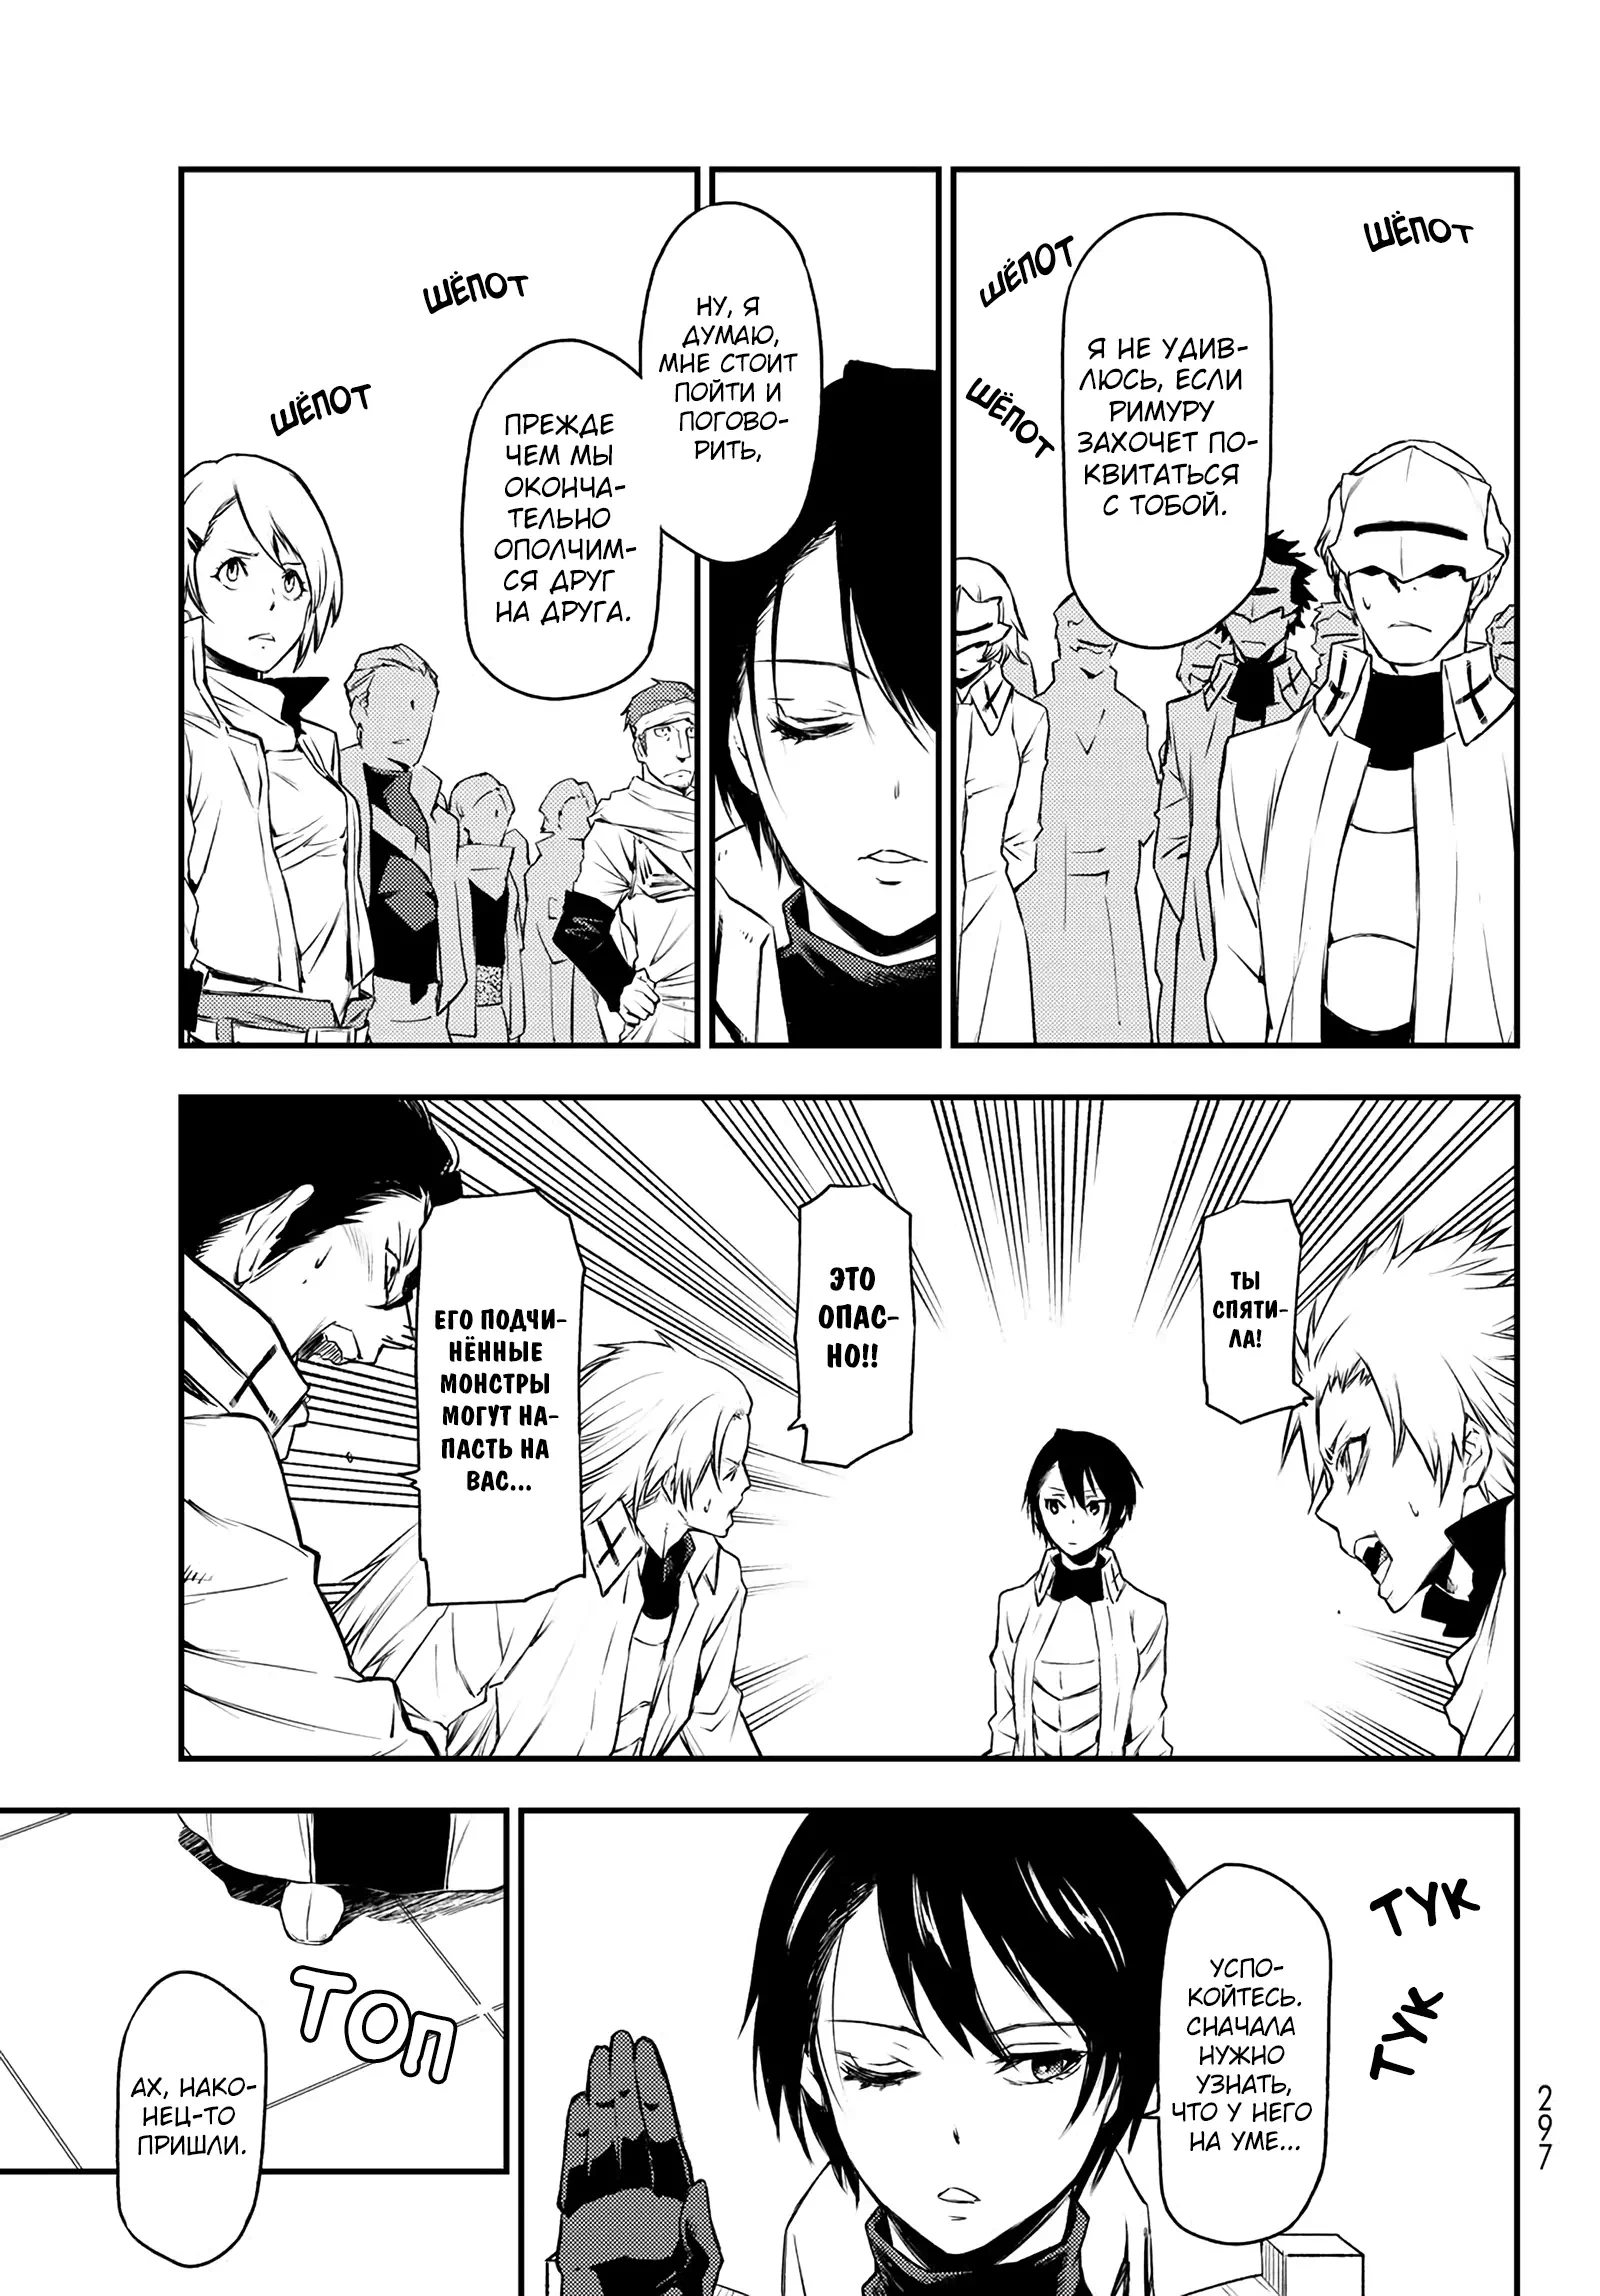 ШЁПОТ
ШЁПОТ
ШЁПОТ
Я НЕ УДИВ-
ЛЮСЬ, ЕСЛИ
РИМУРУ
ЗАХОЧЕТ ПО-
КВИТАТЬСЯ
С ТОБОЙ.
НУ, Я
ДУМАЮ,
МНЕ СТОИТ
ПОЙТИ И
ПОГОВО-
РИТЬ,
ПРЕЖДЕ
ЧЕМ МЫ
ОКОНЧА-
ТЕЛЬНО
ОПОЛЧИМ-
СЯ ДРУГ
НА ДРУГА.
ШЁПОТ
ШЁПОТ
ТЫ
СПЯТИ-
ЛА!
ЭТО
ОПАС-
НО!!
ЕГО ПОДЧИ-
НЁННЫЕ
МОНСТРЫ
МОГУТ НА-
ПАСТЬ НА
ВАС...
ТУК
ТУК
УСПО-
КОЙТЕСЬ.
СНАЧАЛА
НУЖНО
УЗНАТЬ,
ЧТО У НЕГО
НА УМЕ...
ТОП
АХ, НАКО-
НЕЦ-ТО
ПРИШЛИ.
297